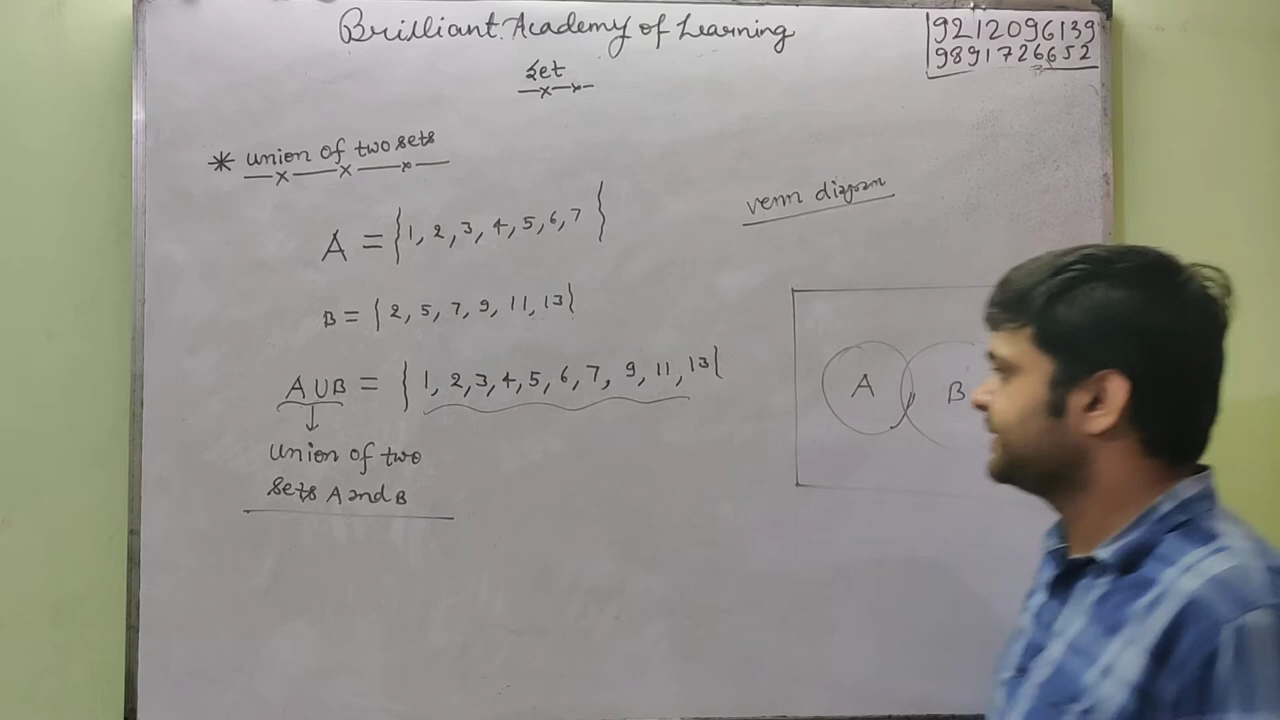 Brilliant Academy of Learning
9212096139
9891726652
Set
* union of two sets
venn diagram
A = {1, 2, 3, 4, 5, 6, 7}
B = {2, 5, 7, 9, 11, 13}
A∪B = {1, 2, 3, 4, 5, 6, 7, 9, 11, 13}
A B
union of two
sets A and B